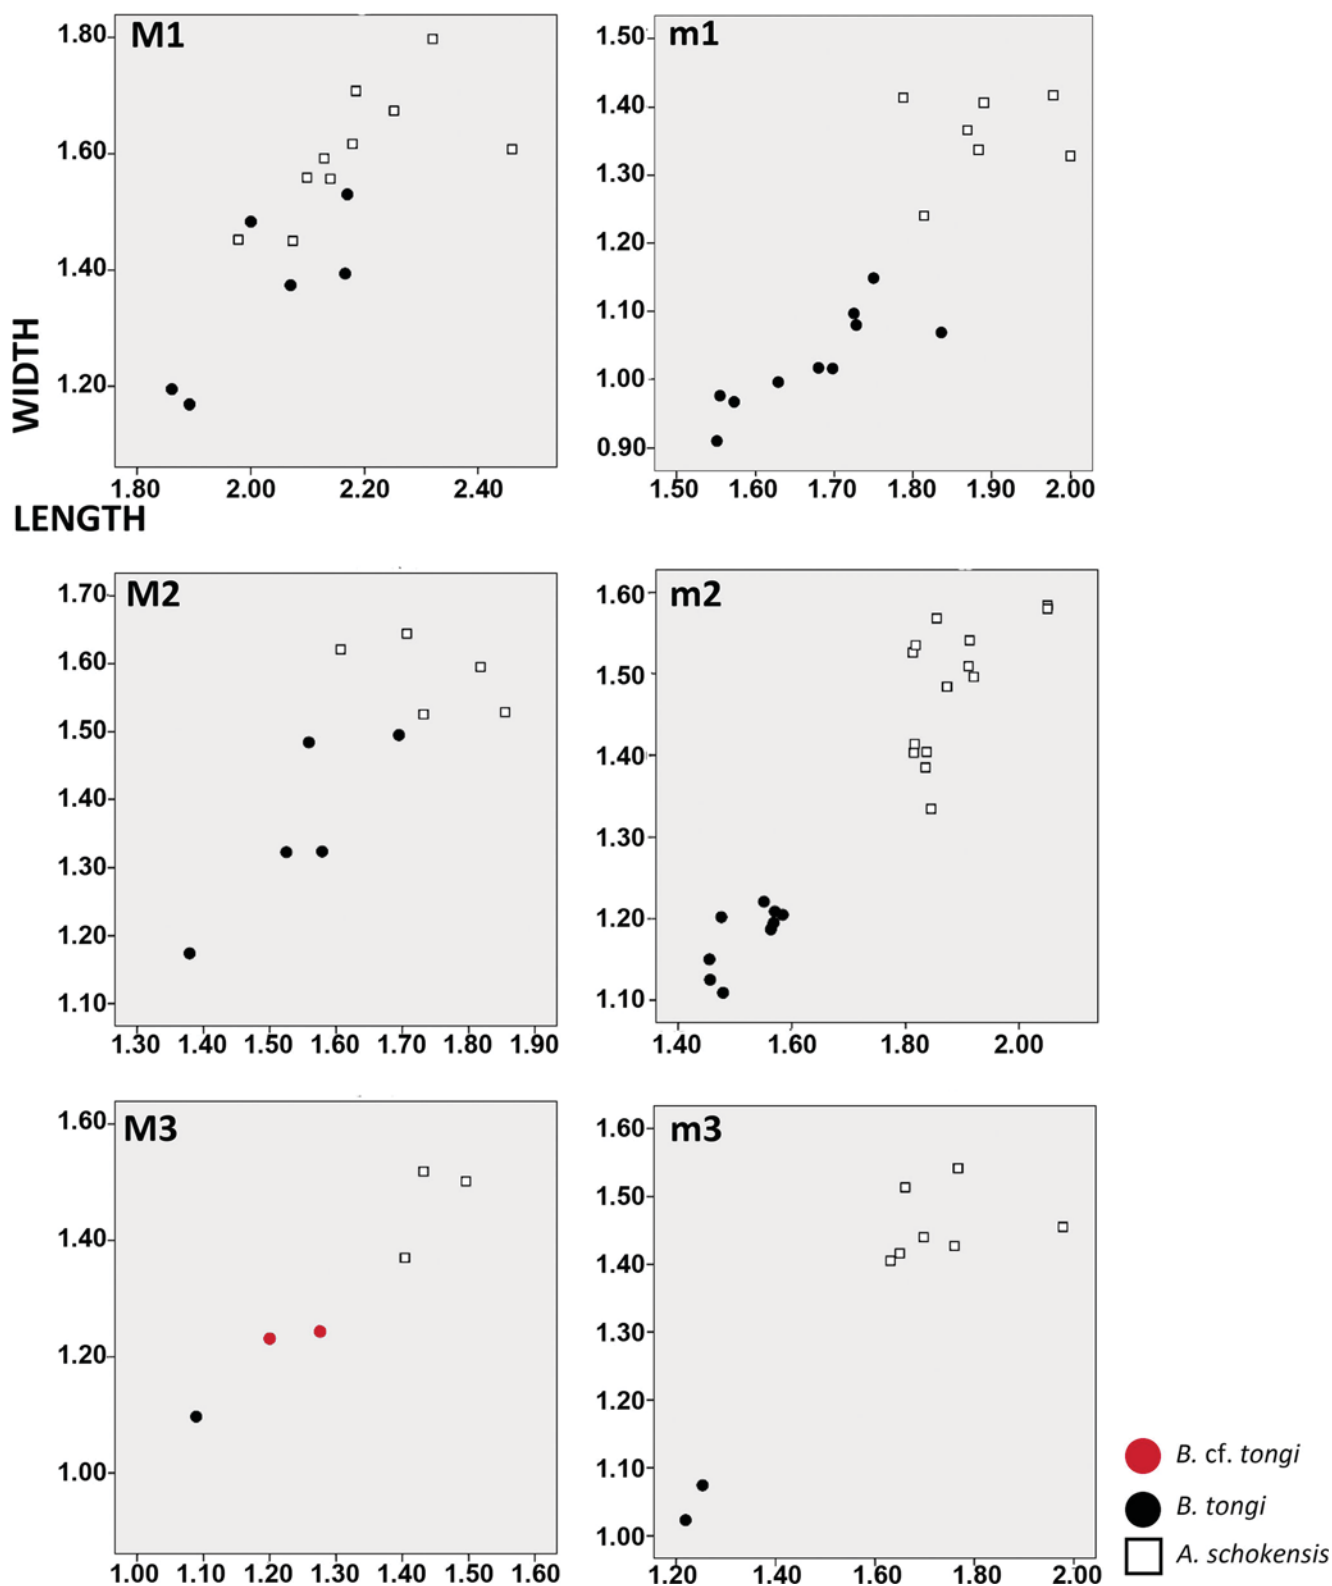 M1
1.80
1.60
1.40
1.20
1.80 2.00 2.20 2.40
WIDTH
LENGTH
m1
1.50
1.40
1.30
1.20
1.10
1.00
0.90
1.50 1.60 1.70 1.80 1.90 2.00
M2
1.70
1.60
1.50
1.40
1.30
1.20
1.10
1.30 1.40 1.50 1.60 1.70 1.80 1.90
m2
1.60
1.50
1.40
1.30
1.20
1.10
1.40 1.60 1.80 2.00
M3
1.60
1.40
1.20
1.00
1.00 1.10 1.20 1.30 1.40 1.50 1.60
m3
1.60
1.50
1.40
1.30
1.20
1.10
1.00
1.20 1.40 1.60 1.80 2.00
B. cf. tongi
B. tongi
A. schokensis